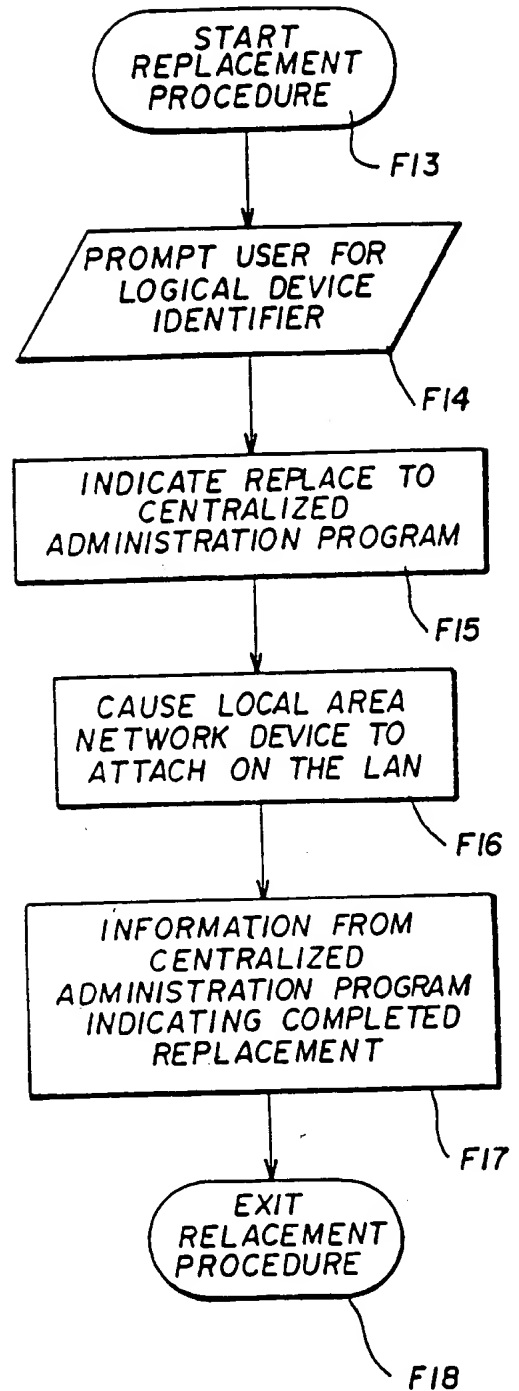 START
REPLACEMENT
PROCEDURE
F13
PROMPT USER FOR
LOGICAL DEVICE
IDENTIFIER
F14
INDICATE REPLACE TO
CENTRALIZED
ADMINISTRATION PROGRAM
F15
CAUSE LOCAL AREA
NETWORK DEVICE TO
ATTACH ON THE LAN
F16
INFORMATION FROM
CENTRALIZED
ADMINISTRATION PROGRAM
INDICATING COMPLETED
REPLACEMENT
F17
EXIT
RELACEMENT
PROCEDURE
F18